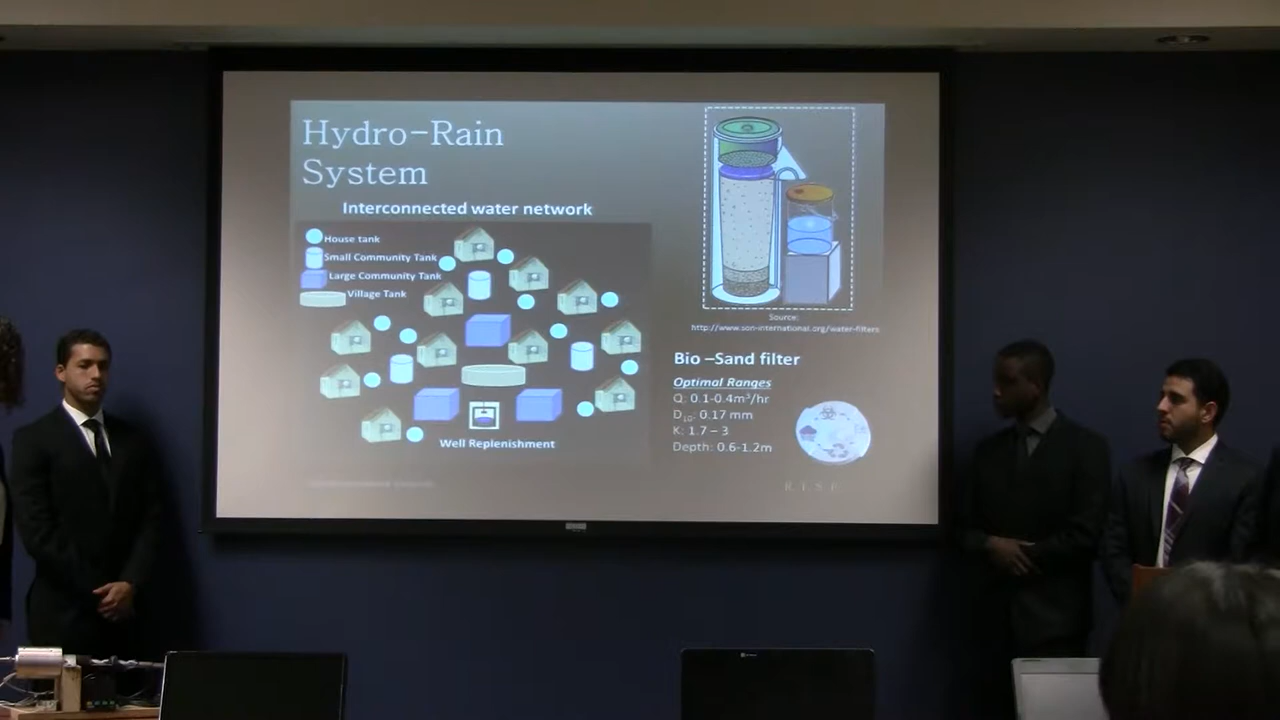 Hydro-Rain
System
Interconnected water network
House tank
Small Community Tank
Large Community Tank
Village Tank
Well Replenishment
Source:
http://www.son-international.org/water-filters
Bio –Sand filter
Optimal Ranges
Q: 0.1-0.4m³/hr
D₁₀: 0.17 mm
K: 1.7 – 3
Depth: 0.6-1.2m
R.I.S.E.